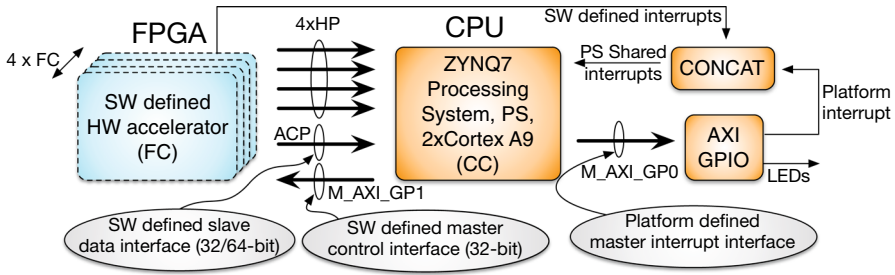 FPGA
4xHP
CPU
SW defined interrupts
4 x FC
SW defined
HW accelerator
(FC)
ACP
M_AXI_GP1
ZYNQ7
Processing
System, PS,
2xCortex A9
(CC)
PS Shared
interrupts
CONCAT
Platform
interrupt
M_AXI_GP0
AXI
GPIO
LEDs
SW defined slave
data interface (32/64-bit)
SW defined master
control interface (32-bit)
Platform defined
master interrupt interface